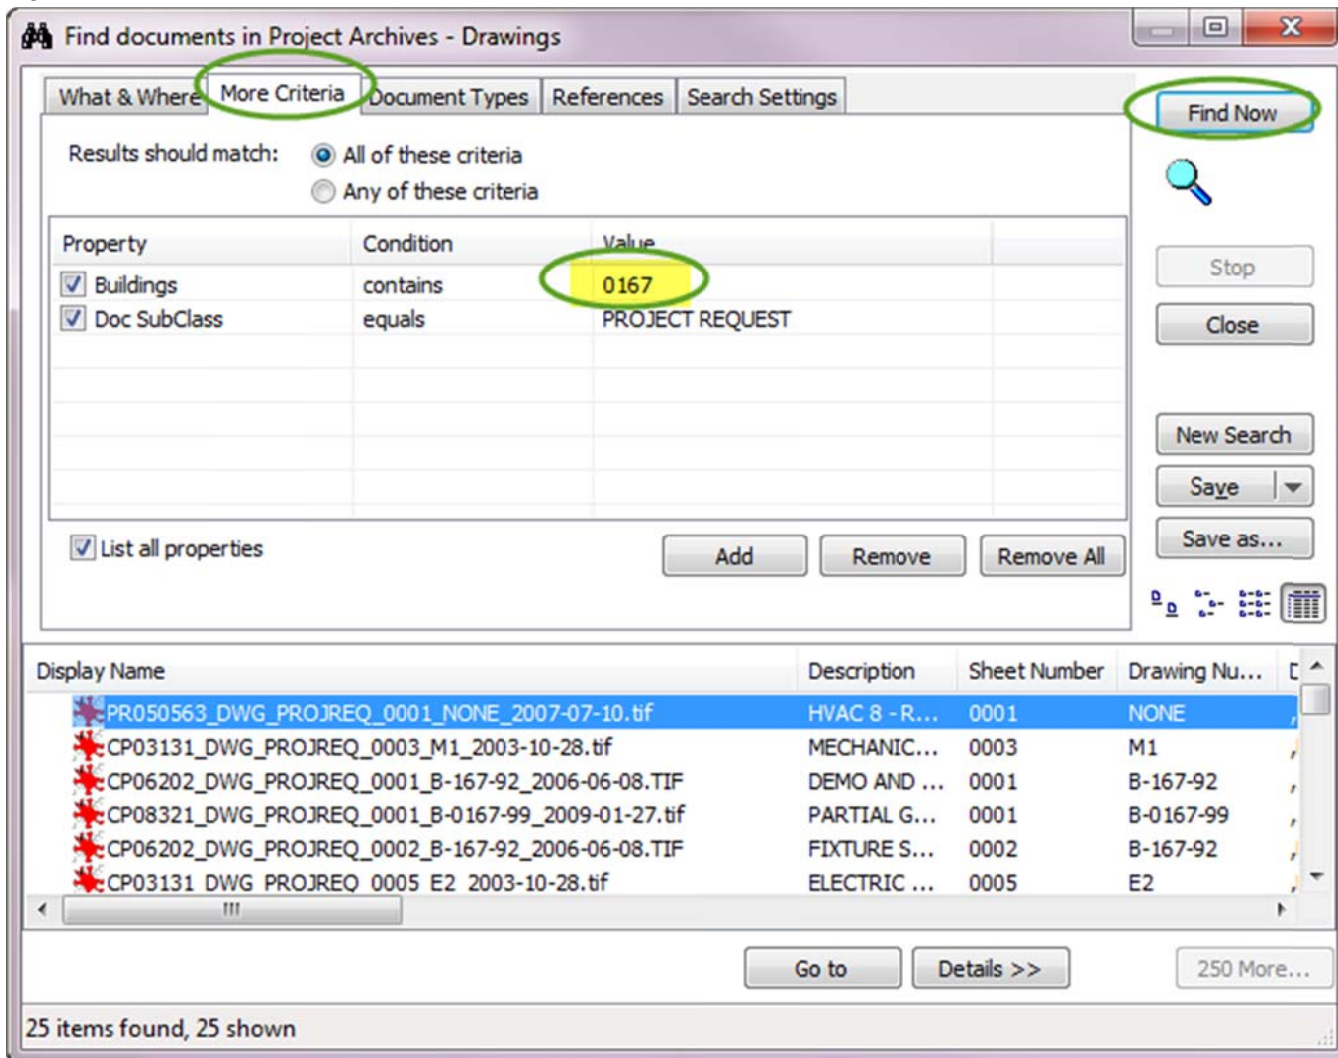 Find documents in Project Archives - Drawings
What & Where More Criteria Document Types References Search Settings
Find Now
Results should match: All of these criteria
Any of these criteria
Property Condition Value
Buildings contains 0167
Stop
Doc SubClass equals PROJECT REQUEST
Close
New Search
Save
List all properties Add Remove Remove All
Save as...
Display Name Description Sheet Number Drawing Nu...
PR050563_DWG_PROJREQ_0001_NONE_2007-07-10.tif HVAC 8 - R... 0001 NONE
CP03131_DWG_PROJREQ_0003_M1_2003-10-28.tif MECHANIC... 0003 M1
CP06202_DWG_PROJREQ_0001_B-167-92_2006-06-08.TIF DEMO AND ... 0001 B-167-92
CP08321_DWG_PROJREQ_0001_B-0167-99_2009-01-27.tif PARTIAL G... 0001 B-0167-99
CP06202_DWG_PROJREQ_0002_B-167-92_2006-06-08.TIF FIXTURE S... 0002 B-167-92
CP03131_DWG_PROJREQ_0005_E2_2003-10-28.tif ELECTRIC ... 0005 E2
Go to Details >> 250 More...
25 items found, 25 shown